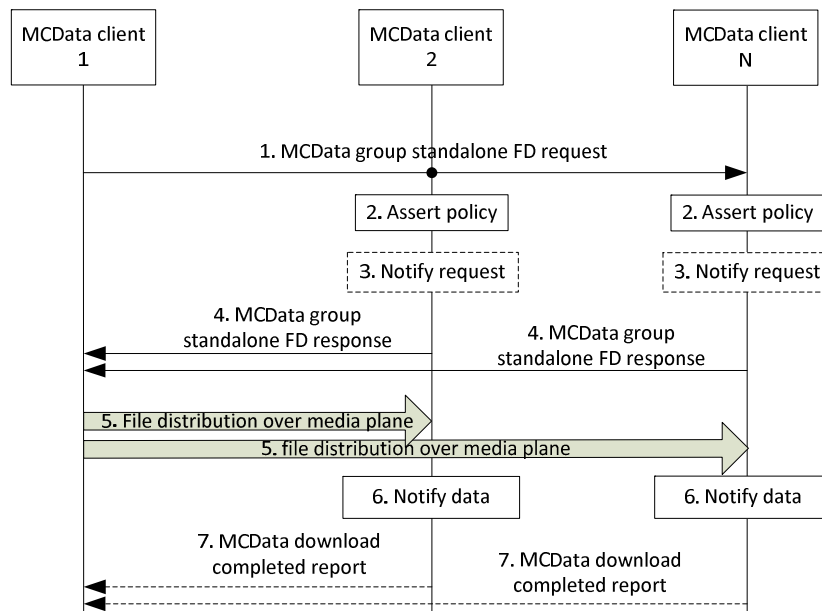 MCData client
1
MCData client
2
MCData client
N
1. MCData group standalone FD request
2. Assert policy
2. Assert policy
3. Notify request
3. Notify request
4. MCData group
standalone FD response
4. MCData group
standalone FD response
5. File distribution over media plane
5. file distribution over media plane
6. Notify data
6. Notify data
7. MCData download
completed report
7. MCData download
completed report